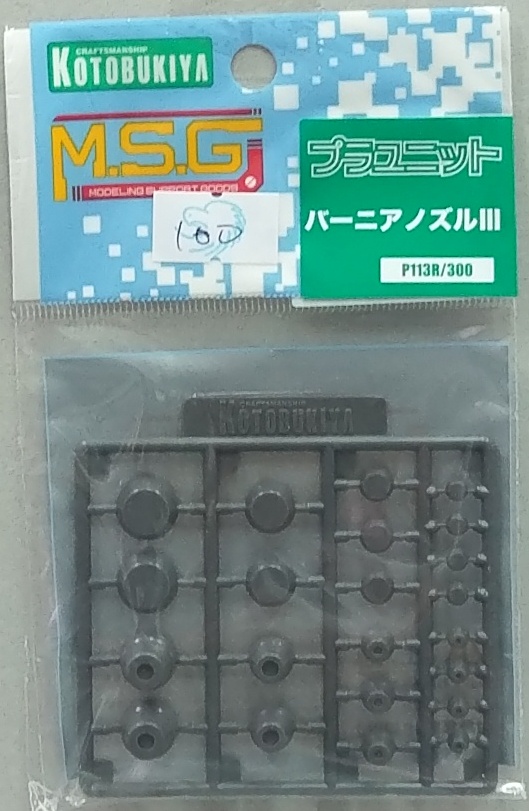 CRAFTSMANSHIP
KOTOBUKIYA
M.S.G
MODELING SUPPORT GOODS
プラユニット
バーニアノズルIII
P113R/300
100
CRAFTSMANSHIP
KOTOBUKIYA